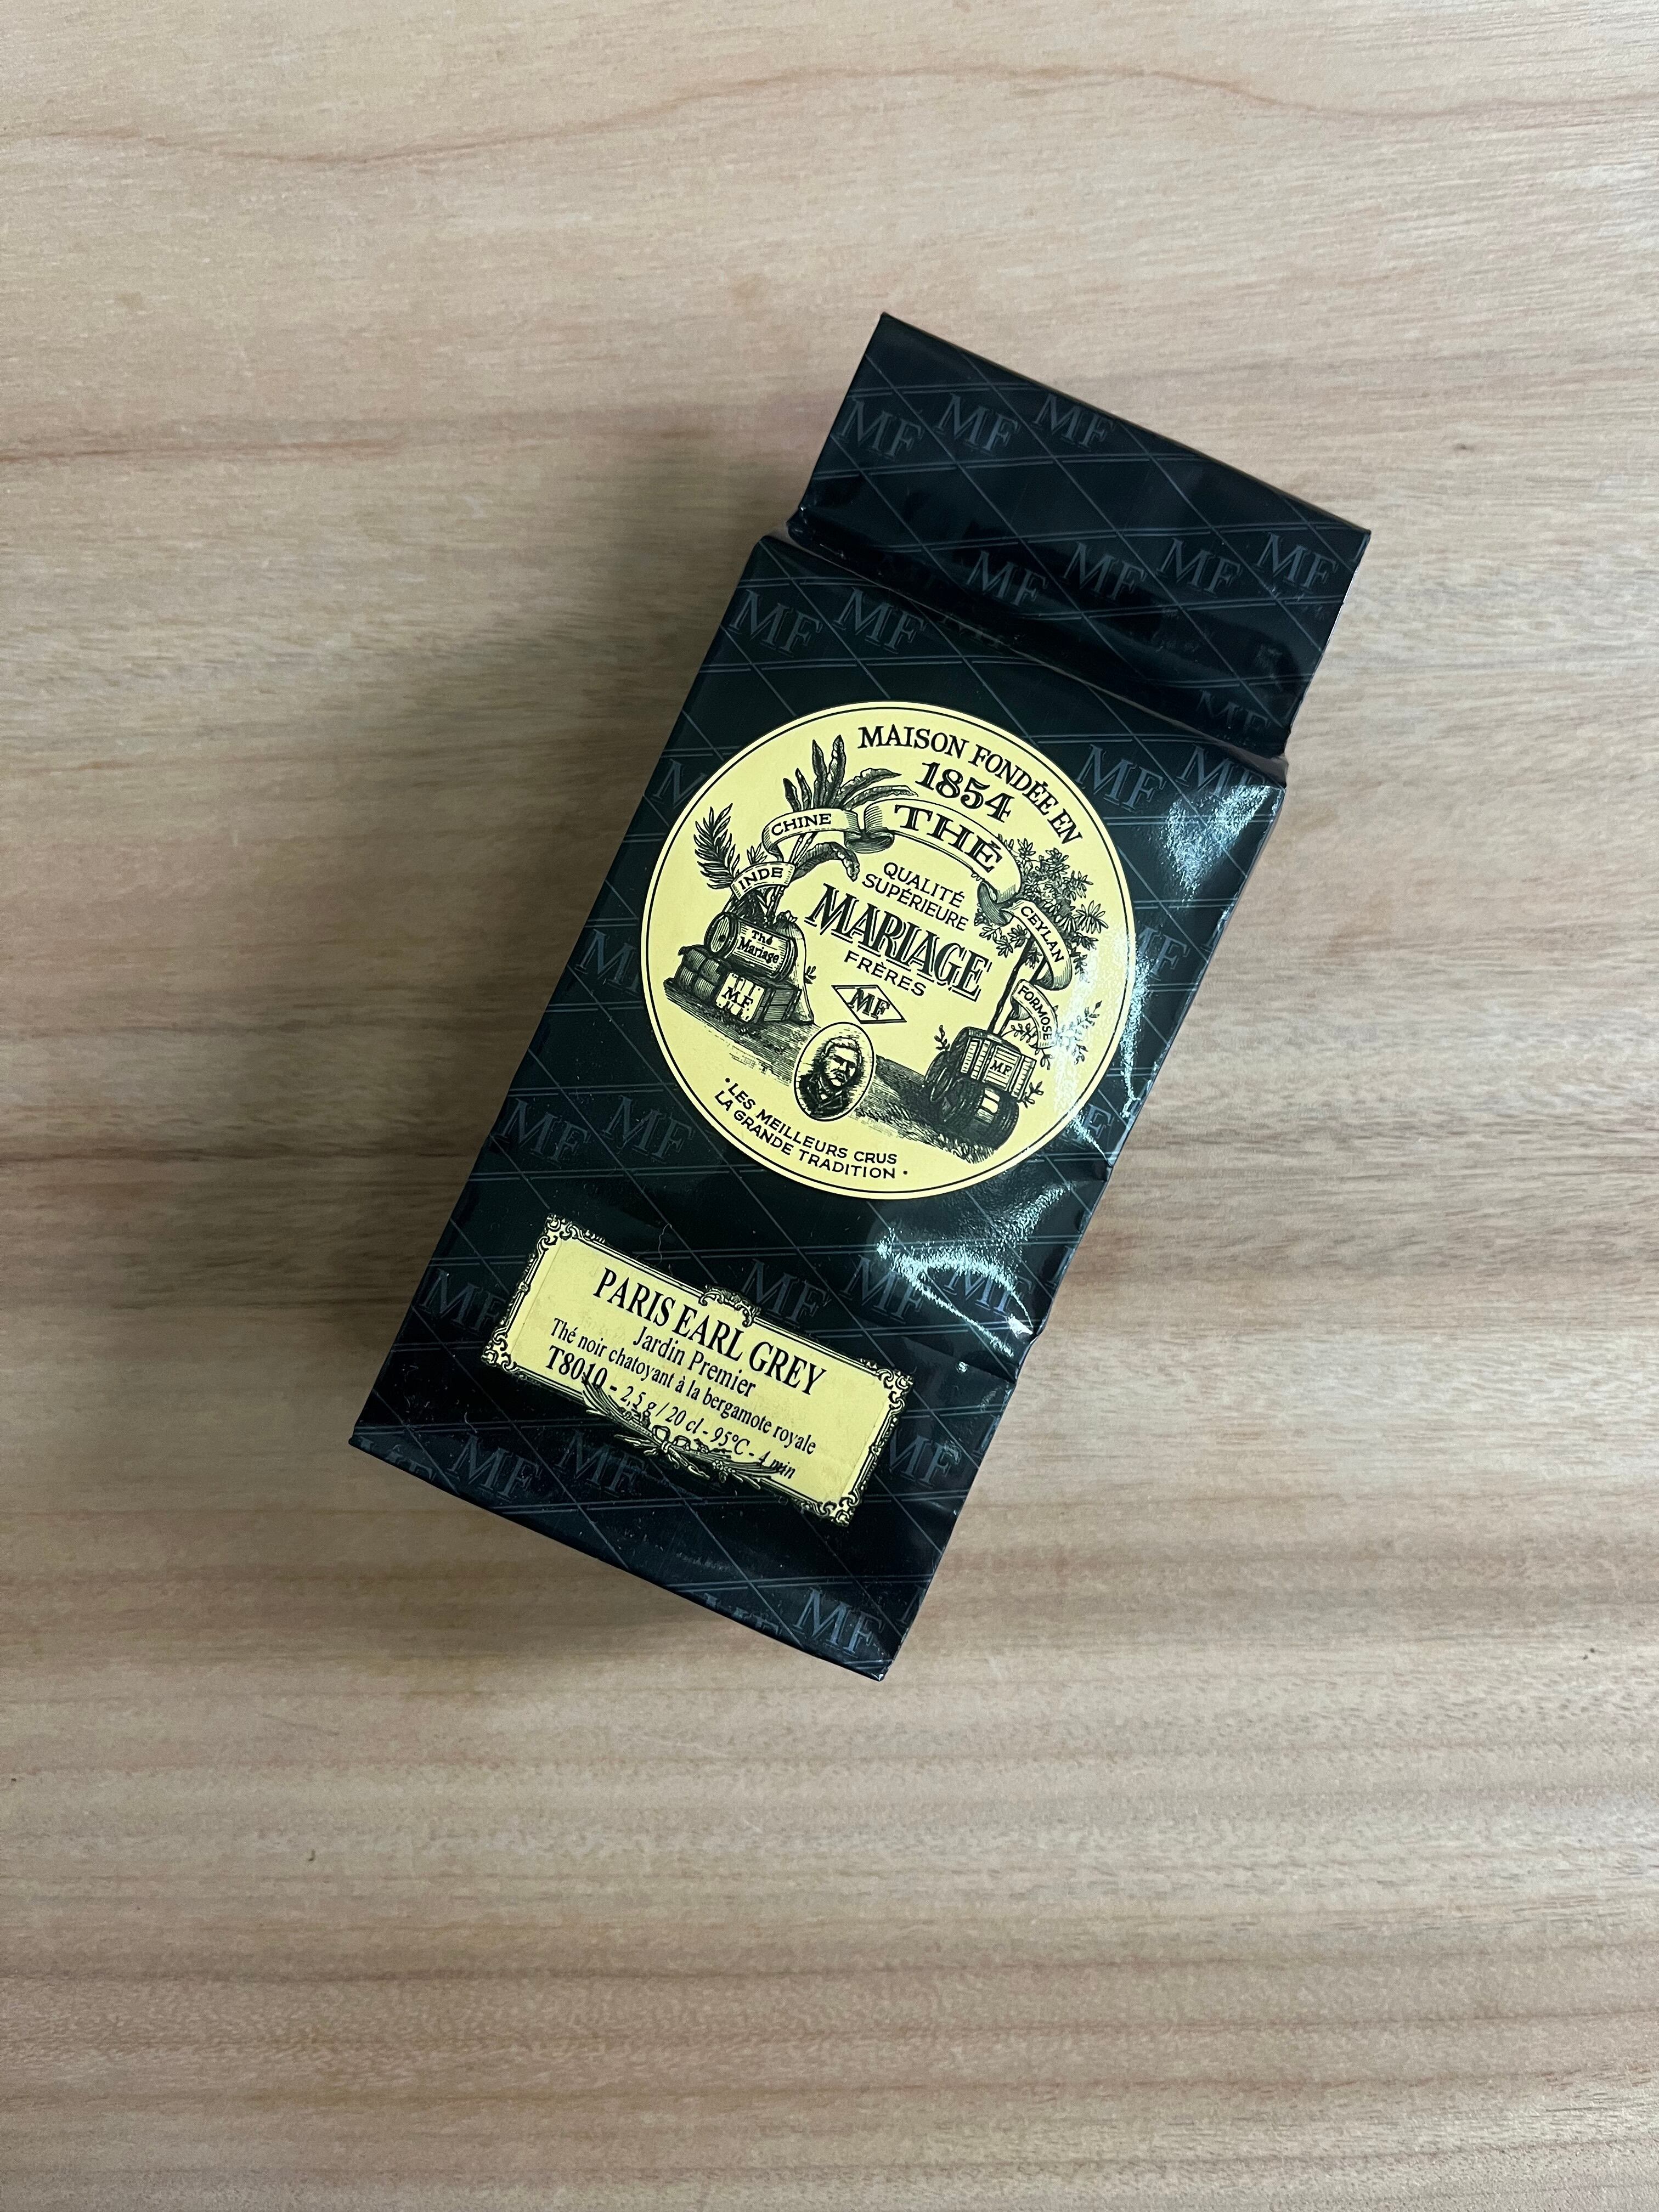 MAISON FONDÉE EN
1854
THÉ
CHINE
INDE
CEYLAN
FORMOSE
QUALITÉ
SUPÉRIEURE
MARIAGE
FRÈRES
MF
Thé
Mariage
M.F.
M.F.
• LES MEILLEURS CRUS
LA GRANDE TRADITION •
PARIS EARL GREY
Jardin Premier
Thé noir chatoyant à la bergamote royale
T8010 - 2,5 g / 20 cl - 95°C - 4 min